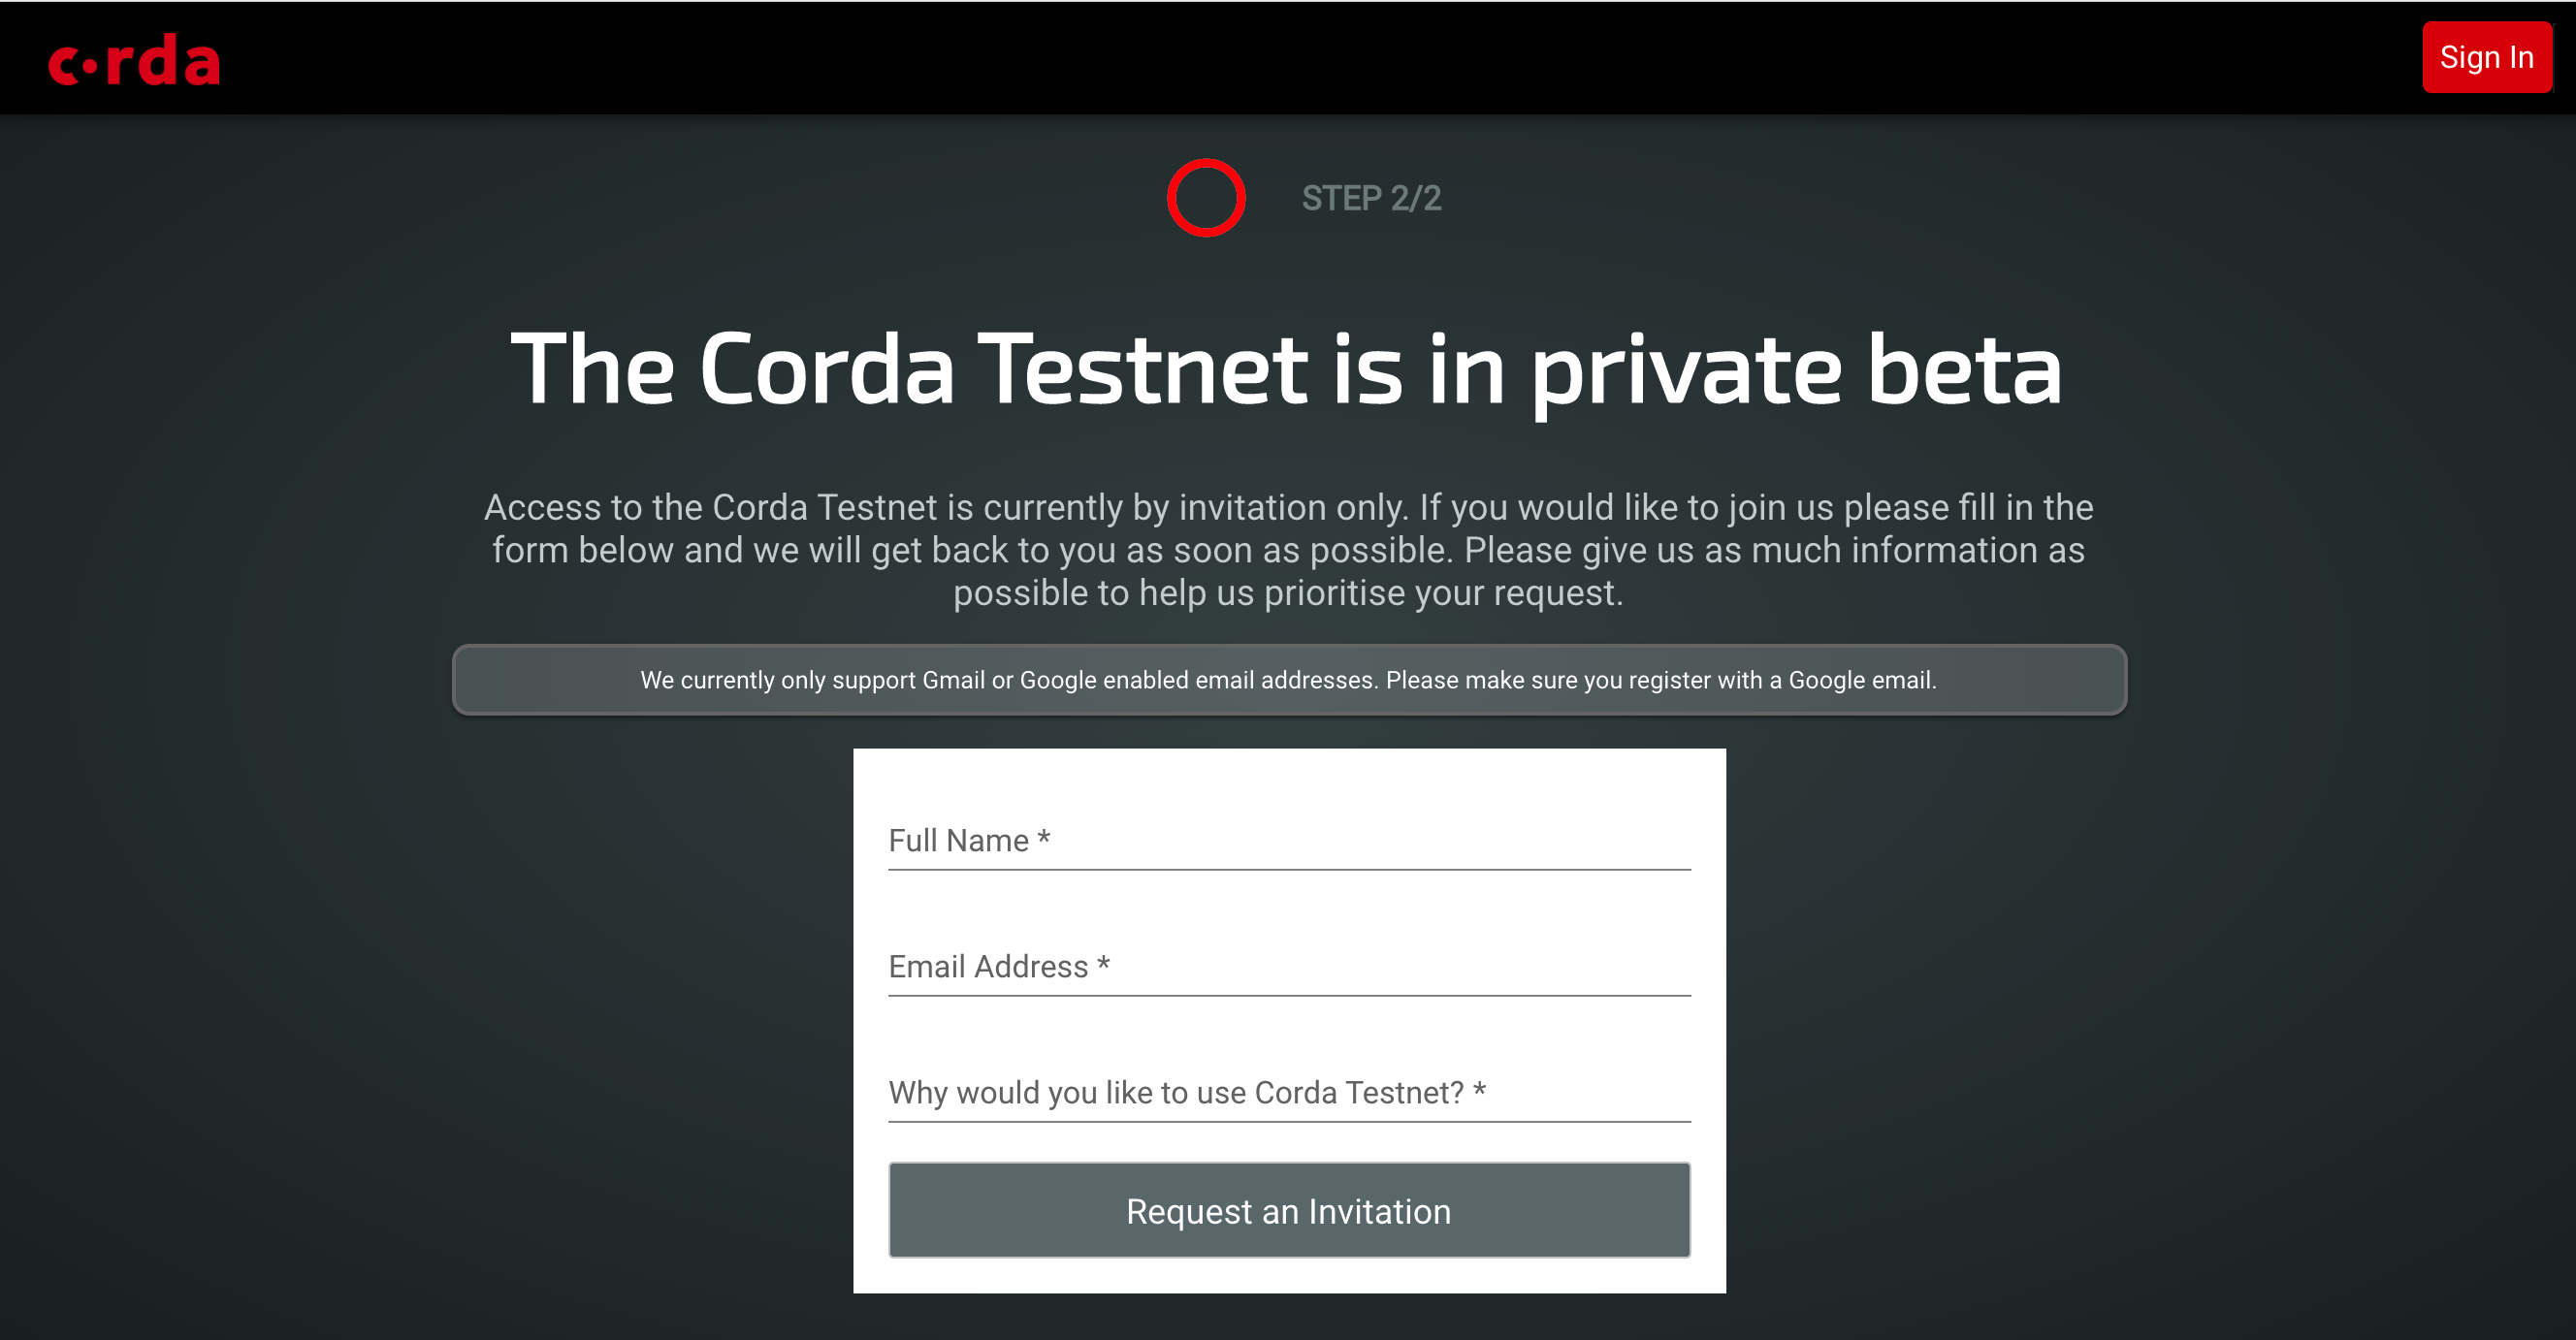 c·rda
Sign In
STEP 2/2
The Corda Testnet is in private beta
Access to the Corda Testnet is currently by invitation only. If you would like to join us please fill in the
form below and we will get back to you as soon as possible. Please give us as much information as
possible to help us prioritise your request.
We currently only support Gmail or Google enabled email addresses. Please make sure you register with a Google email.
Full Name *
Email Address *
Why would you like to use Corda Testnet? *
Request an Invitation